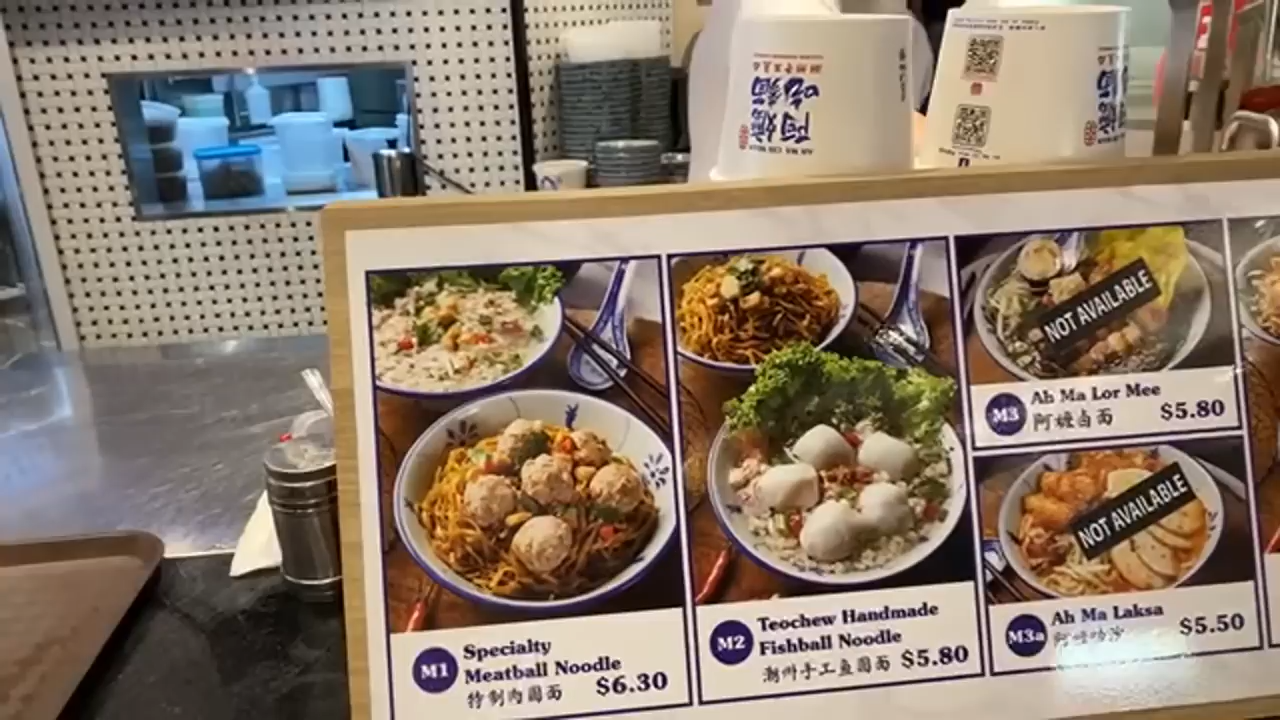 NOT AVAILABLE
M3
Ah Ma Lor Mee
阿嬤卤面
$5.80
NOT AVAILABLE
M3a
Ah Ma Laksa
$5.50
M1
Specialty
Meatball Noodle
特制肉圆面
$6.30
M2
Teochew Handmade
Fishball Noodle
潮州手工鱼圆面
$5.80